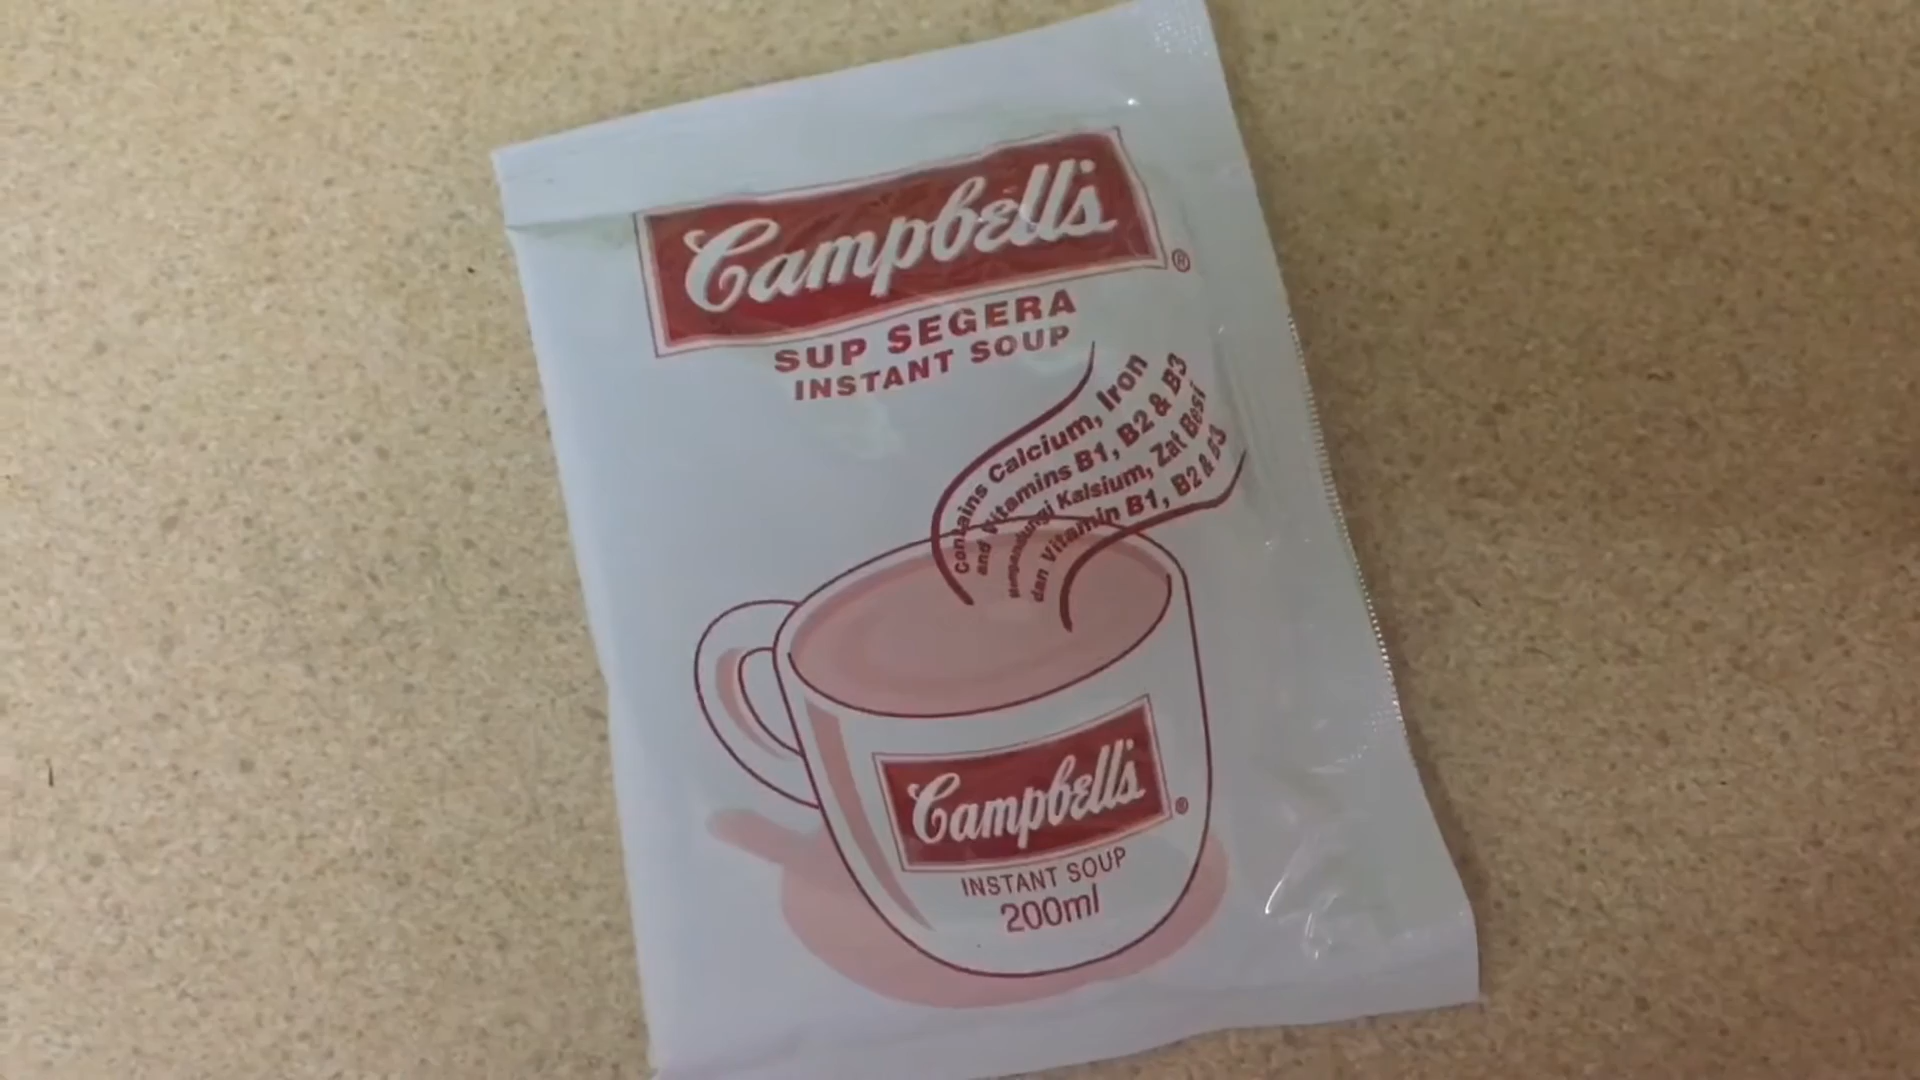 Campbell's®
SUP SEGERA
INSTANT SOUP
Contains Calcium, Iron
and Vitamins B1, B2 & B3
Mengandungi Kalsium, Zat Besi
dan Vitamin B1, B2 & B3
Campbell's®
INSTANT SOUP
200ml